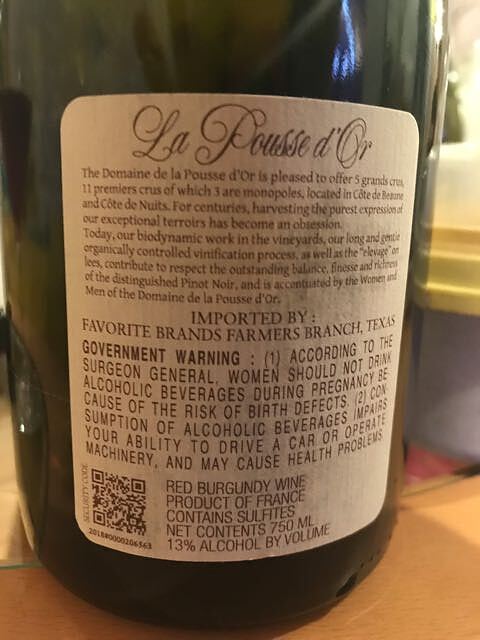 La Pousse d'Or
The Domaine de la Pousse d'Or is pleased to offer 5 grands crus,
11 premiers crus of which 3 are monopoles, located in Côte de Beaune
and Côte de Nuits. For centuries, harvesting the purest expression of
our exceptional terroirs has become an obsession.
Today, our biodynamic work in the vineyards, our long and gentle
organically controlled vinification process, as well as the "elevage" on
lees, contribute to respect the outstanding balance, finesse and richness
of the distinguished Pinot Noir, and is accentuated by the Women and
Men of the Domaine de la Pousse d'Or.
IMPORTED BY :
FAVORITE BRANDS FARMERS BRANCH, TEXAS
GOVERNMENT WARNING : (1) ACCORDING TO THE
SURGEON GENERAL, WOMEN SHOULD NOT DRINK
ALCOHOLIC BEVERAGES DURING PREGNANCY BE-
CAUSE OF THE RISK OF BIRTH DEFECTS. (2) CON-
SUMPTION OF ALCOHOLIC BEVERAGES IMPAIRS
YOUR ABILITY TO DRIVE A CAR OR OPERATE
MACHINERY, AND MAY CAUSE HEALTH PROBLEMS.
SECURITY CODE
2018#0000206563
RED BURGUNDY WINE
PRODUCT OF FRANCE
CONTAINS SULFITES
NET CONTENTS 750 ML
13% ALCOHOL BY VOLUME